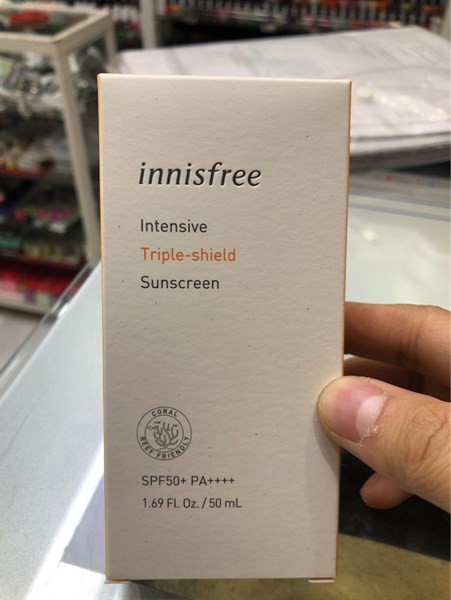 innisfree
Intensive
Triple-shield
Sunscreen
CORAL
REEF FRIENDLY
SPF50+ PA++++
1.69 Fl. Oz. / 50 mL